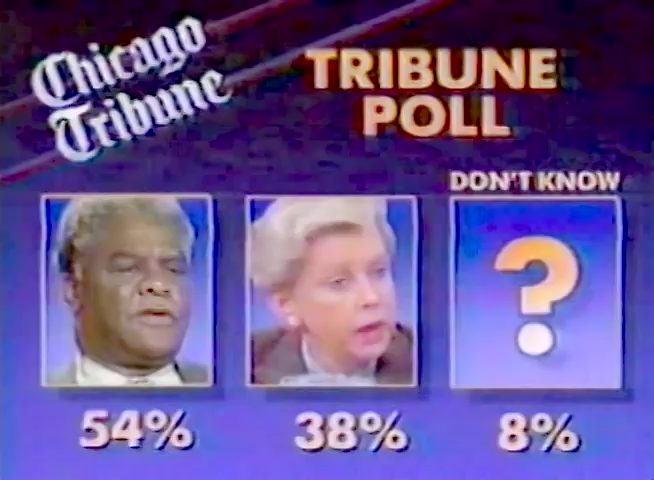 Chicago
Tribune
TRIBUNE
POLL
DON'T KNOW
?
54% 38% 8%